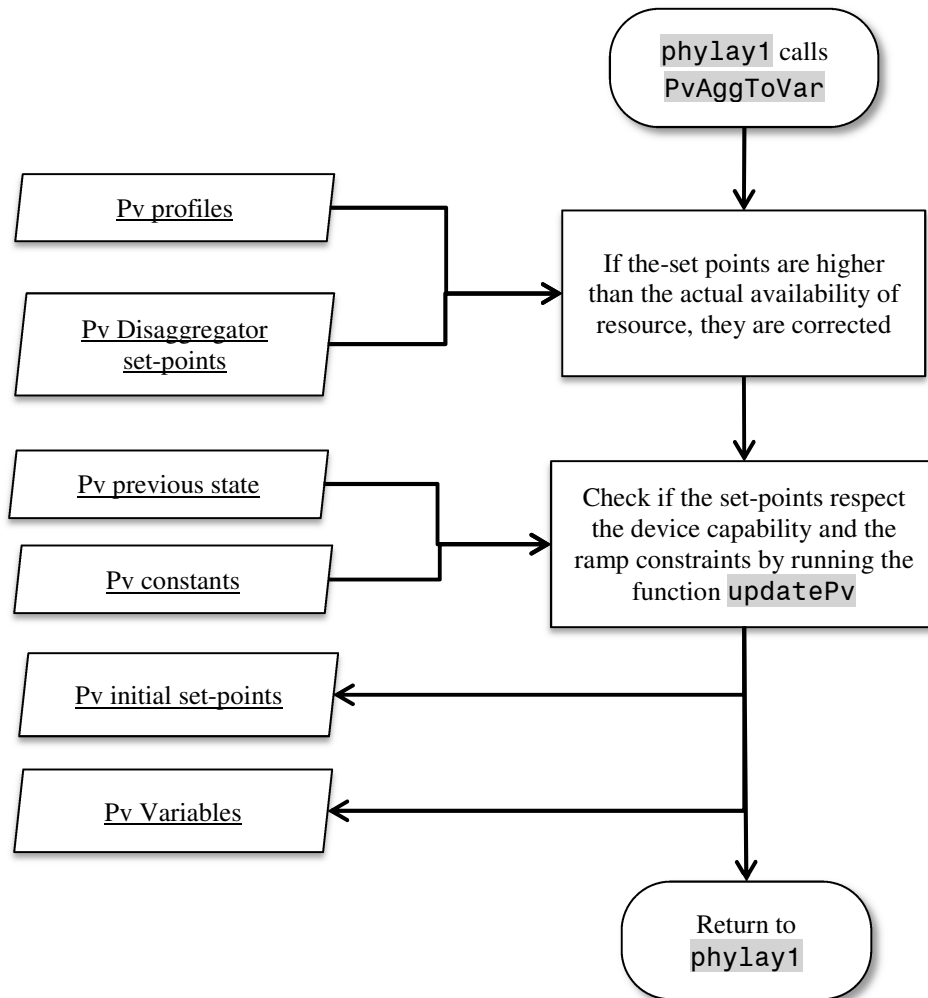 phylay1 calls
PvAggToVar
Pv profiles
If the-set points are higher
than the actual availability of
resource, they are corrected
Pv Disaggregator
set-points
Pv previous state
Check if the set-points respect
the device capability and the
ramp constraints by running the
function updatePv
Pv constants
Pv initial set-points
Pv Variables
Return to
phylay1